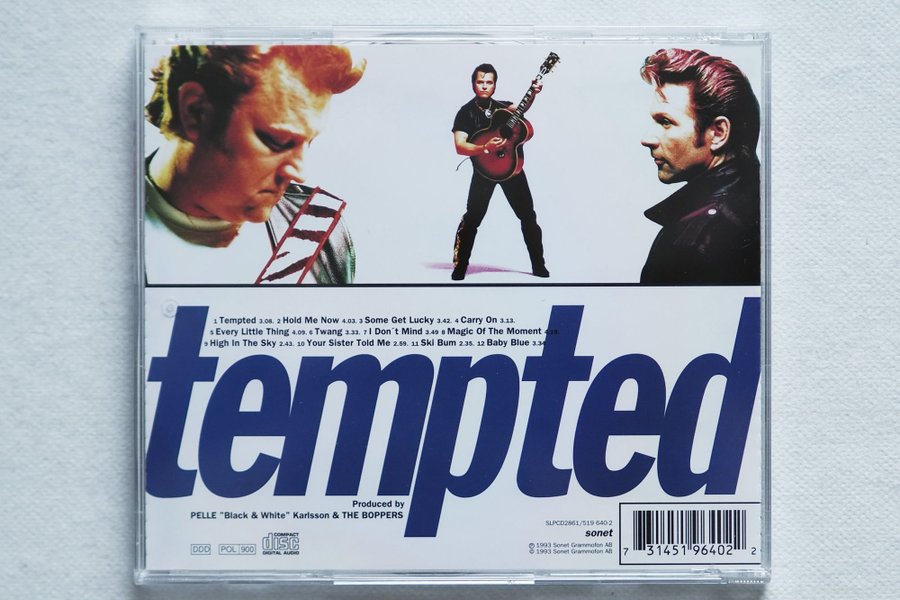 1 Tempted 3.08. 2 Hold Me Now 4.03. 3 Some Get Lucky 3.42. 4 Carry On 3.13.
5 Every Little Thing 4.09. 6 Twang 3.33. 7 I Don´t Mind 3.49 8 Magic Of The Moment
9 High In The Sky 2.43. 10 Your Sister Told Me 2.59. 11 Ski Bum 2.35. 12 Baby Blue 3.34
tempted
Produced by
PELLE "Black & White" Karlsson & THE BOPPERS
DDD POL 900 COMPACT disc DIGITAL AUDIO
SLPCD2861/519 640-2
sonet
℗ 1993 Sonet Grammofon AB
© 1993 Sonet Grammofon AB
7 31451 96402 2